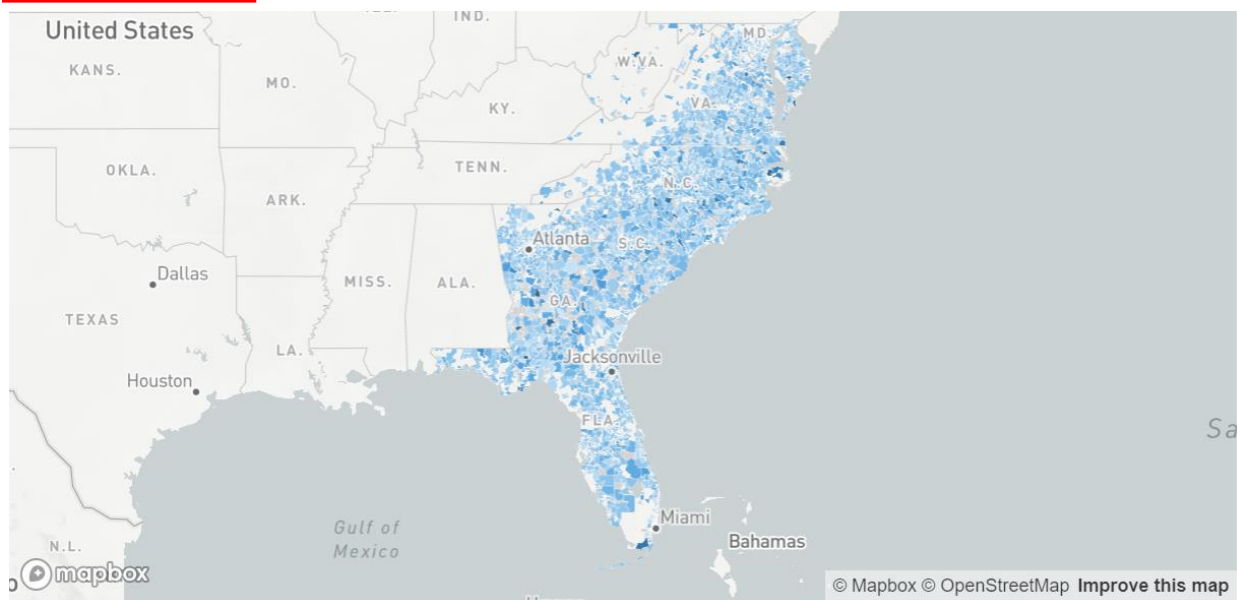 IND.
MD.
United States
W.VA.
KANS.
MO.
VA.
KY.
TENN.
OKLA.
N.C.
ARK.
Atlanta
S.C.
Dallas
MISS.
ALA.
GA.
TEXAS
LA.
Jacksonville
Houston
FLA.
Sa
Miami
Gulf of
Mexico
Bahamas
N.L.
mapbox
© Mapbox © OpenStreetMap Improve this map